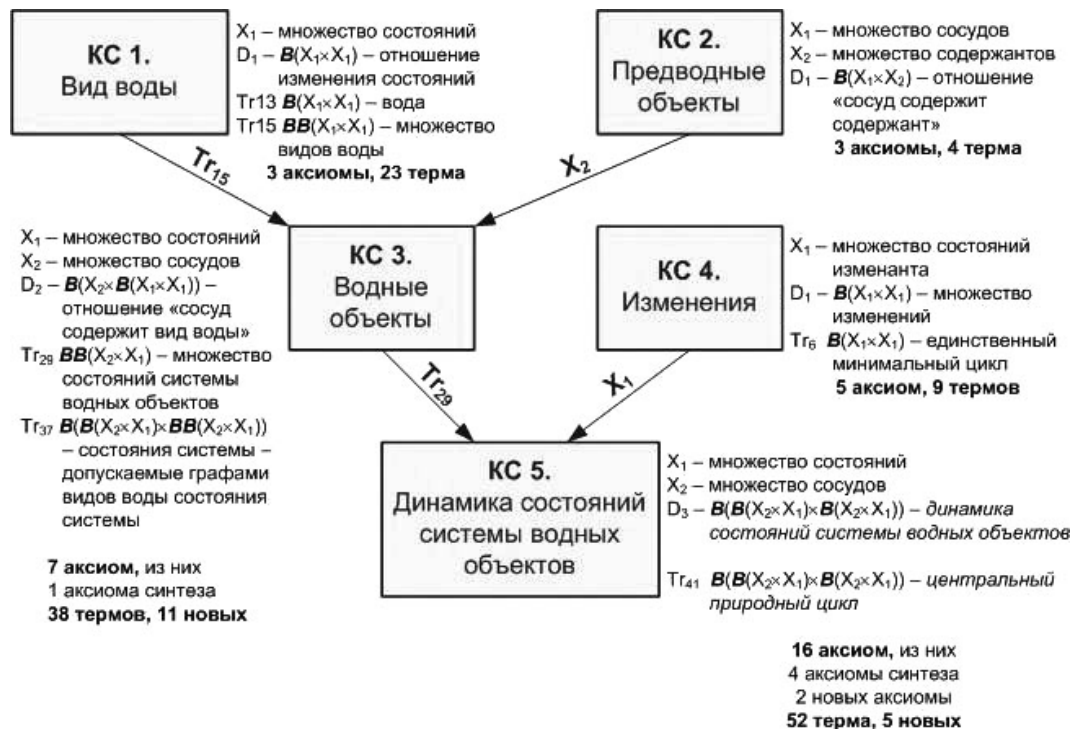 КС 1.
Вид воды
X₁ – множество состояний
D₁ – B(X₁×X₁) – отношение
изменения состояний
Tr13 B(X₁×X₁) – вода
Tr15 BB(X₁×X₁) – множество
видов воды
3 аксиомы, 23 терма
КС 2.
Предводные
объекты
X₁ – множество сосудов
X₂ – множество содержантов
D₁ – B(X₁×X₂) – отношение
«сосуд содержит
содержант»
3 аксиомы, 4 терма
Tr₁₅
X₂
X₁ – множество состояний
X₂ – множество сосудов
D₂ – B(X₂×B(X₁×X₁)) –
отношение «сосуд
содержит вид воды»
Tr₂₉ BB(X₂×X₁) – множество
состояний системы
водных объектов
Tr₃₇ B(B(X₂×X₁)×BB(X₂×X₁))
– состояния системы –
допускаемые графами
видов воды состояния
системы
7 аксиом, из них
1 аксиома синтеза
38 термов, 11 новых
КС 3.
Водные
объекты
КС 4.
Изменения
X₁ – множество состояний
изменанта
D₁ – B(X₁×X₁) – множество
изменений
Tr₆ B(X₁×X₁) – единственный
минимальный цикл
5 аксиом, 9 термов
Tr₂₉
X₁
КС 5.
Динамика состояний
системы водных
объектов
X₁ – множество состояний
X₂ – множество сосудов
D₃ – B(B(X₂×X₁)×B(X₂×X₁)) – динамика
состояний системы водных объектов
Tr₄₁ B(B(X₂×X₁)×B(X₂×X₁)) – центральный
природный цикл
16 аксиом, из них
4 аксиомы синтеза
2 новых аксиомы
52 терма, 5 новых